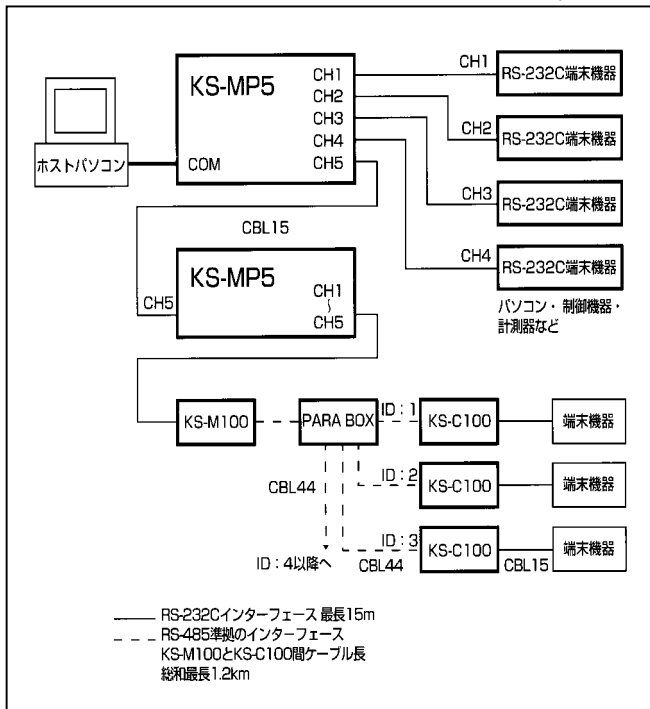 KS-MP5
CH1
CH2
CH3
CH4
CH5
COM
ホストパソコン
CH1
RS-232C端末機器
CH2
RS-232C端末機器
CH3
RS-232C端末機器
CH4
RS-232C端末機器
パソコン・制御機器・
計測器など
CBL15
CH5
KS-MP5
CH1
~
CH5
KS-M100
PARA BOX
ID:1
KS-C100
端末機器
CBL44
ID:2
KS-C100
端末機器
ID:3
KS-C100
端末機器
ID:4以降へ
CBL44
CBL15
RS-232Cインターフェース 最長15m
RS-485準拠のインターフェース
KS-M100とKS-C100間ケーブル長
総和最長1.2km